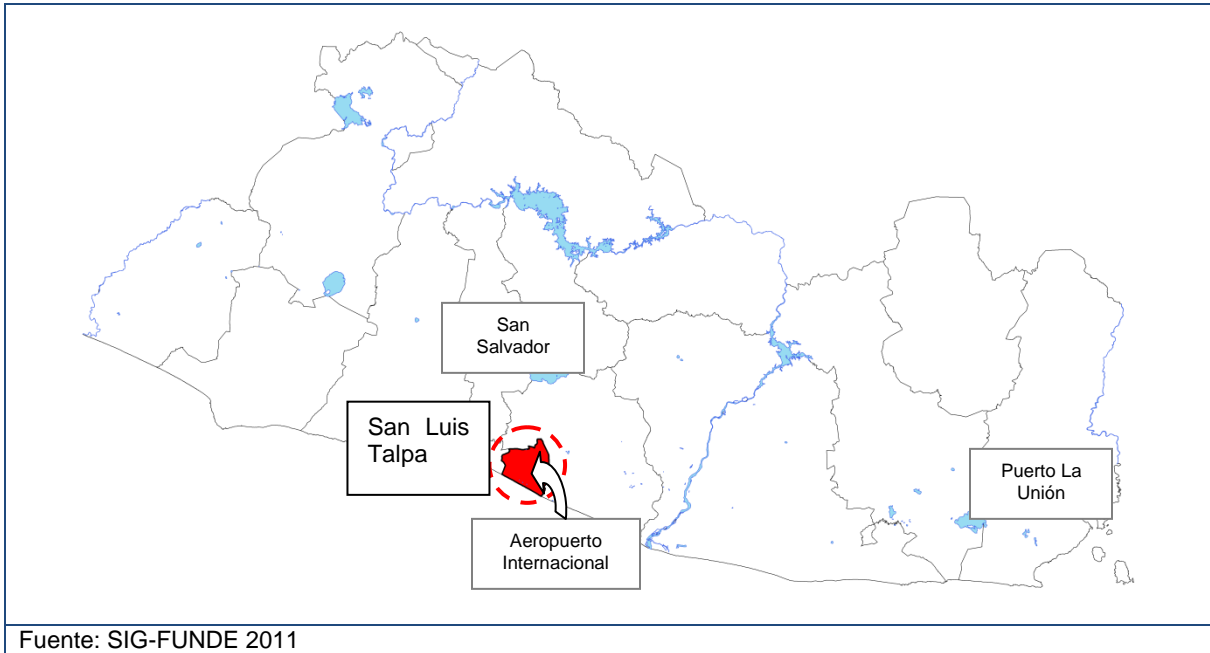 San
Salvador
San Luis
Talpa
Puerto La
Unión
Aeropuerto
Internacional
Fuente: SIG-FUNDE 2011